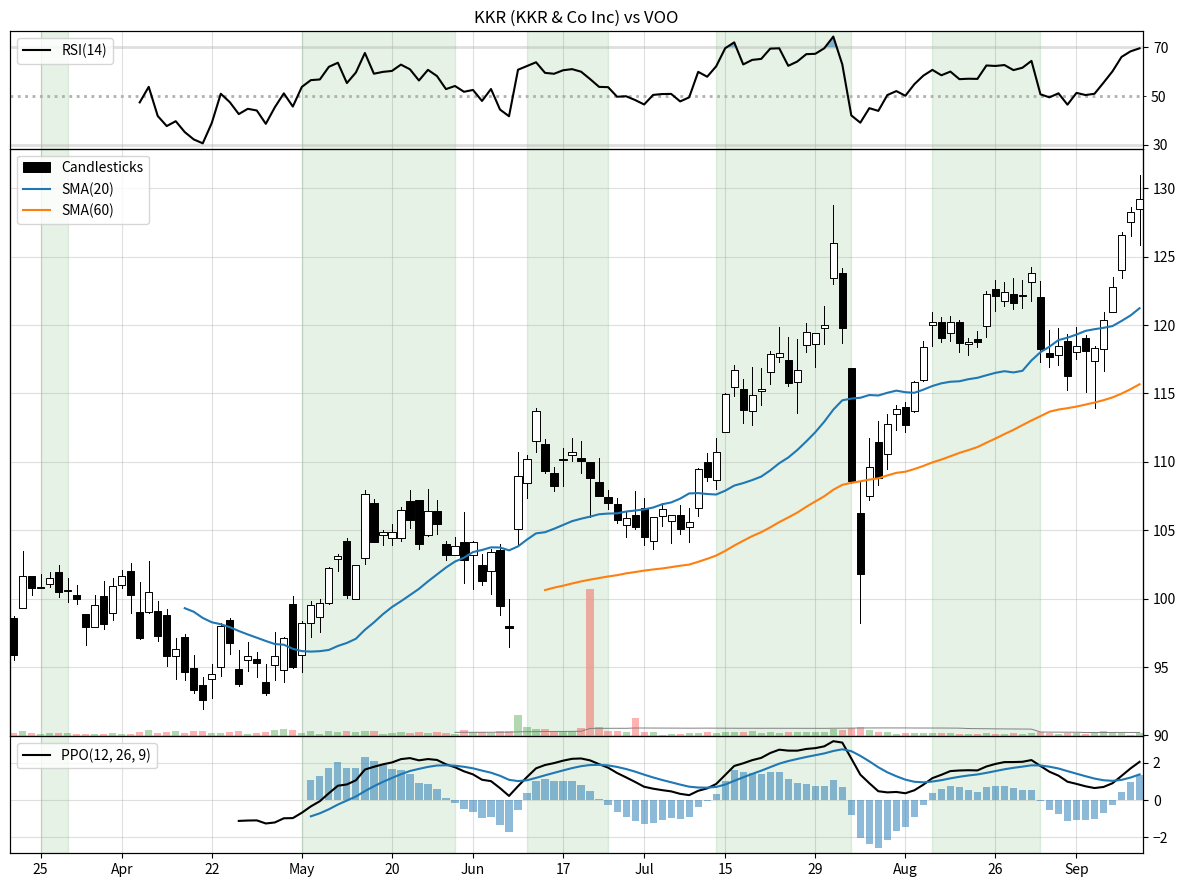 KKR (KKR & Co Inc) vs VOO
RSI(14)
70
50
30
Candlesticks
SMA(20)
SMA(60)
130
125
120
115
110
105
100
95
90
PPO(12, 26, 9)
2
0
−2
25 Apr 22 May 20 Jun 17 Jul 15 29 Aug 26 Sep